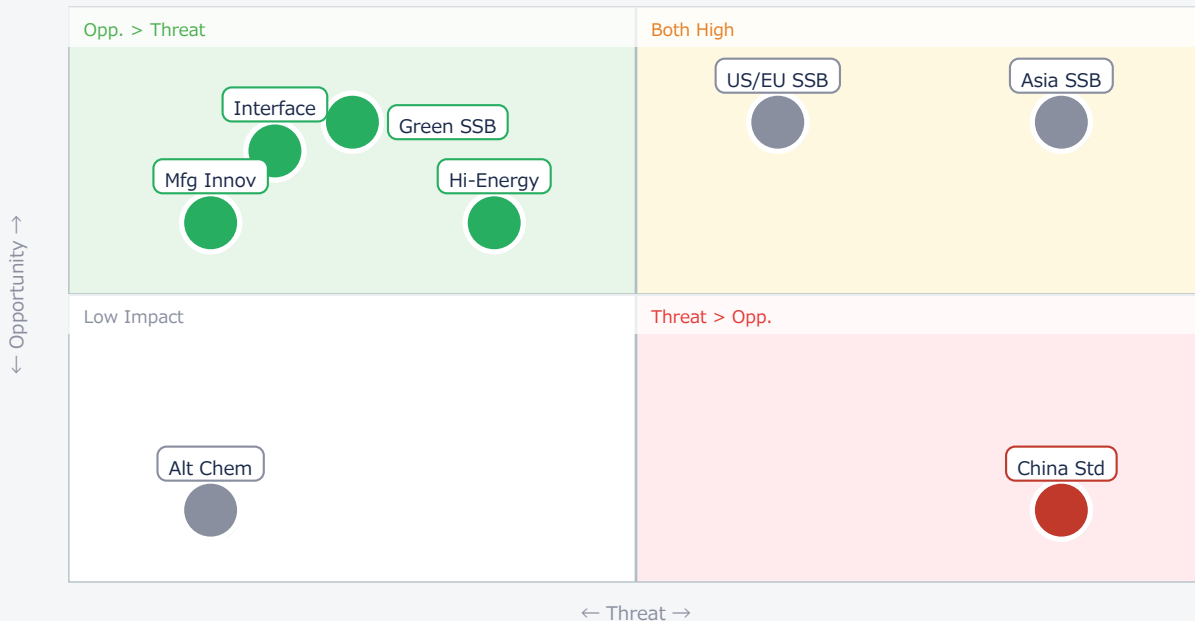 Opp. > Threat
Both High
US/EU SSB
Asia SSB
Interface
Green SSB
Mfg Innov
Hi-Energy
← Opportunity →
Low Impact
Threat > Opp.
Alt Chem
China Std
← Threat →